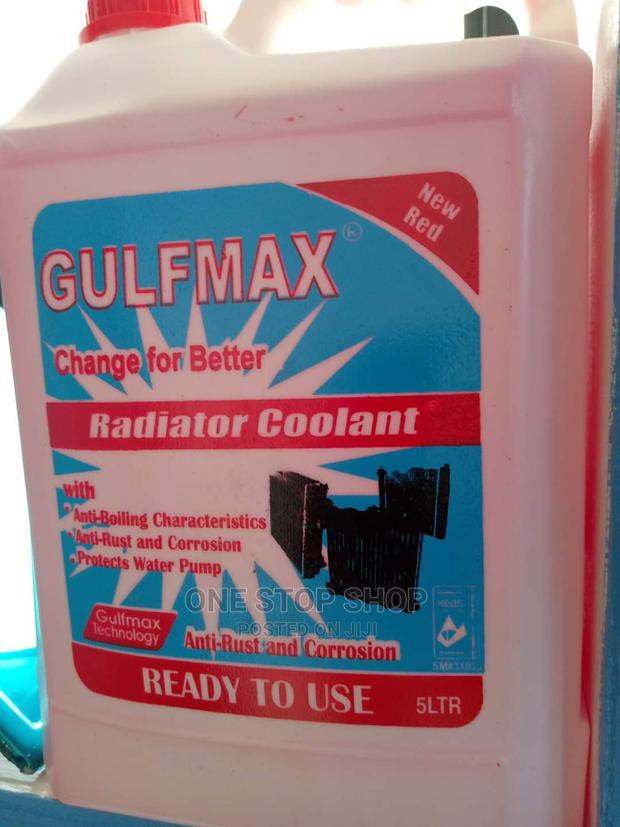 New
Red
GULFMAX ®
Change for Better
Radiator Coolant ®
with
• Anti-Boiling Characteristics
• Anti-Rust and Corrosion
• Protects Water Pump
ONE STOP SHOP
POSTED ON JIJI
Gulfmax
Technology
Anti-Rust and Corrosion
KEBS
READY TO USE
5LTR